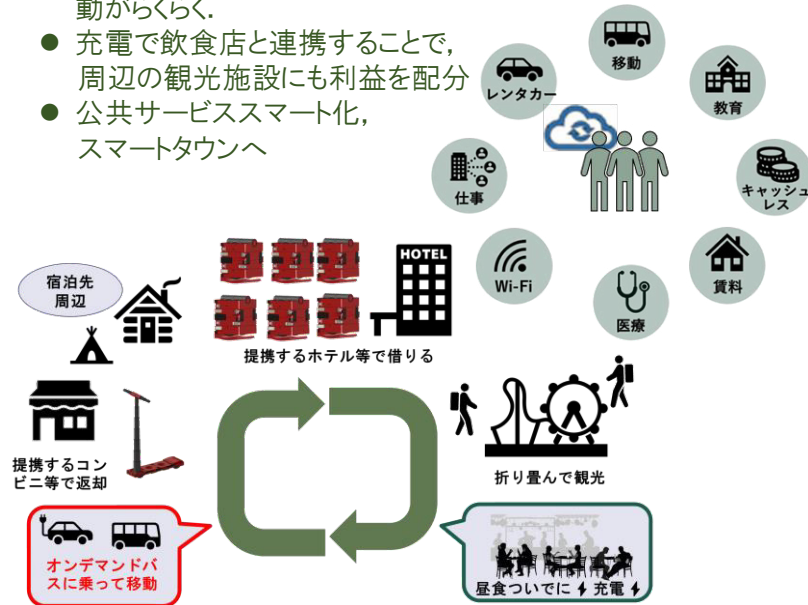 動がらくらく.
● 充電で飲食店と連携することで,
周辺の観光施設にも利益を配分
● 公共サービススマート化,
スマートタウンへ
移動
レンタカー
教育
仕事
キャッシュ
レス
Wi-Fi
賃料
医療
宿泊先
周辺
HOTEL
提携するホテル等で借りる
提携するコン
ビニ等で返却
折り畳んで観光
オンデマンドバ
スに乗って移動
昼食ついでに⚡充電⚡